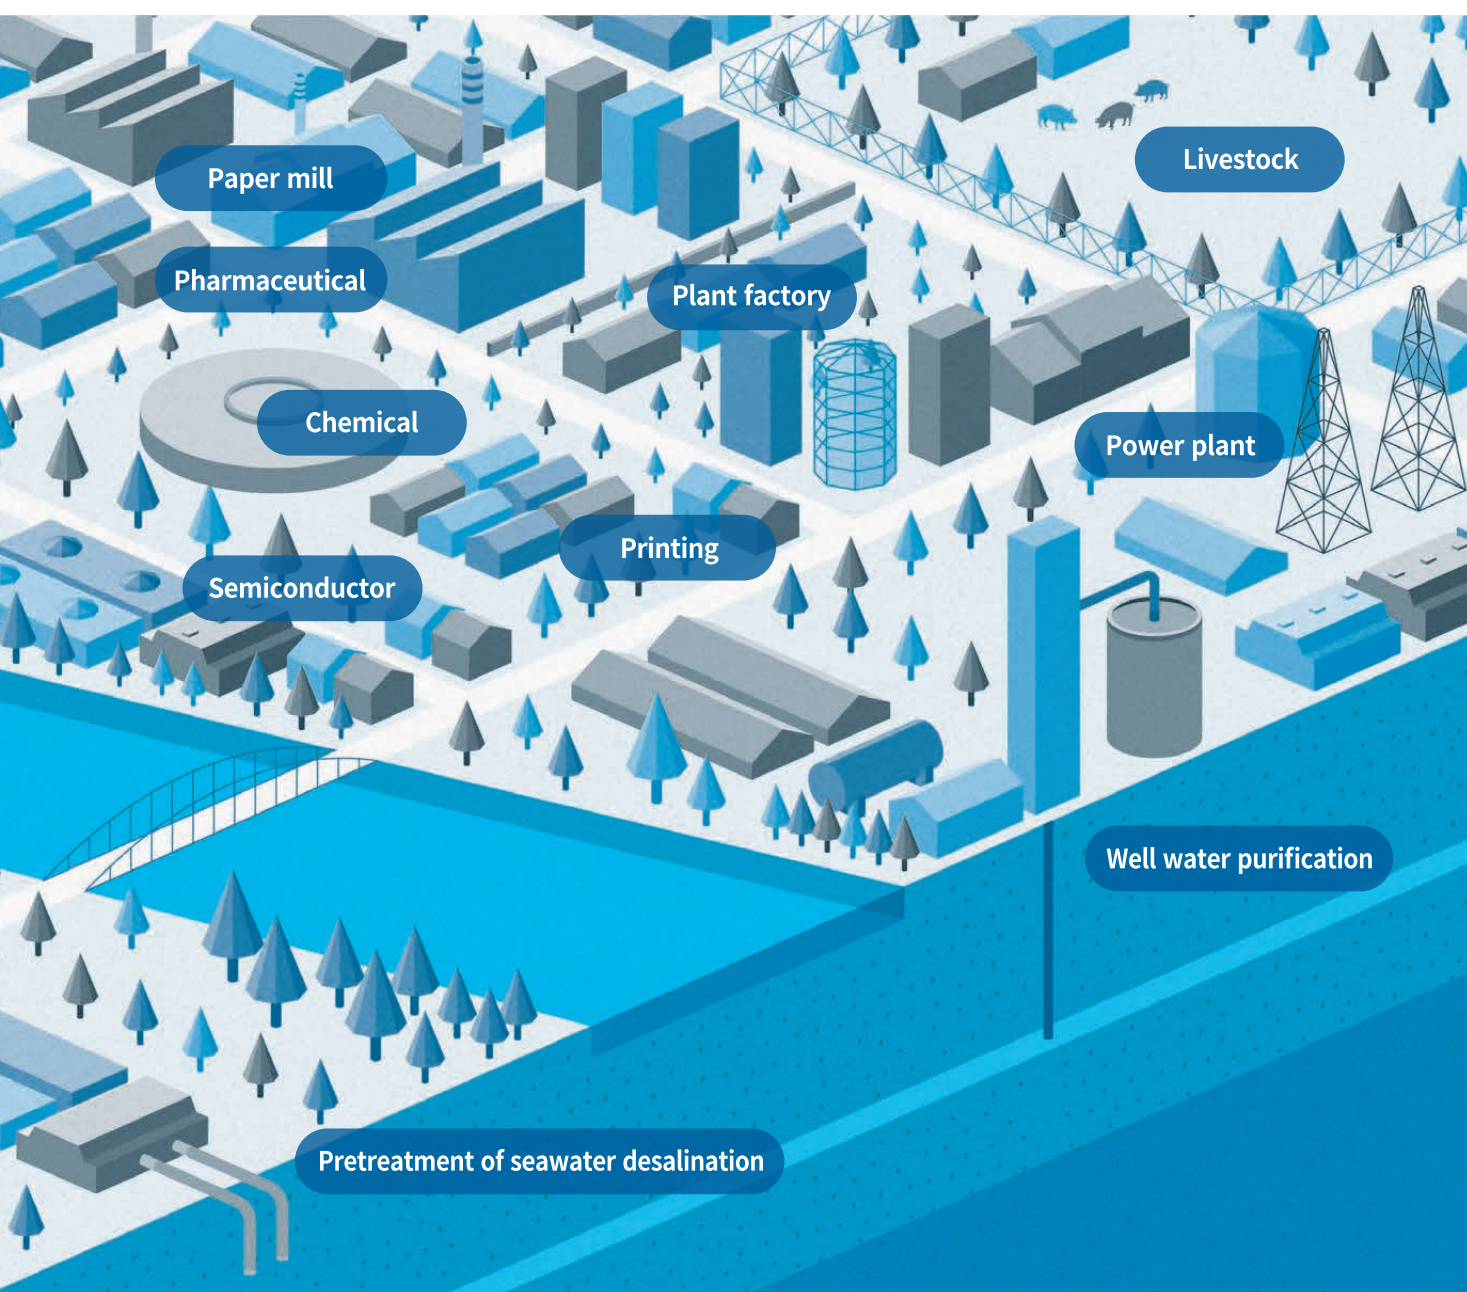 Paper mill
Livestock
Pharmaceutical
Plant factory
Chemical
Power plant
Printing
Semiconductor
Well water purification
Pretreatment of seawater desalination